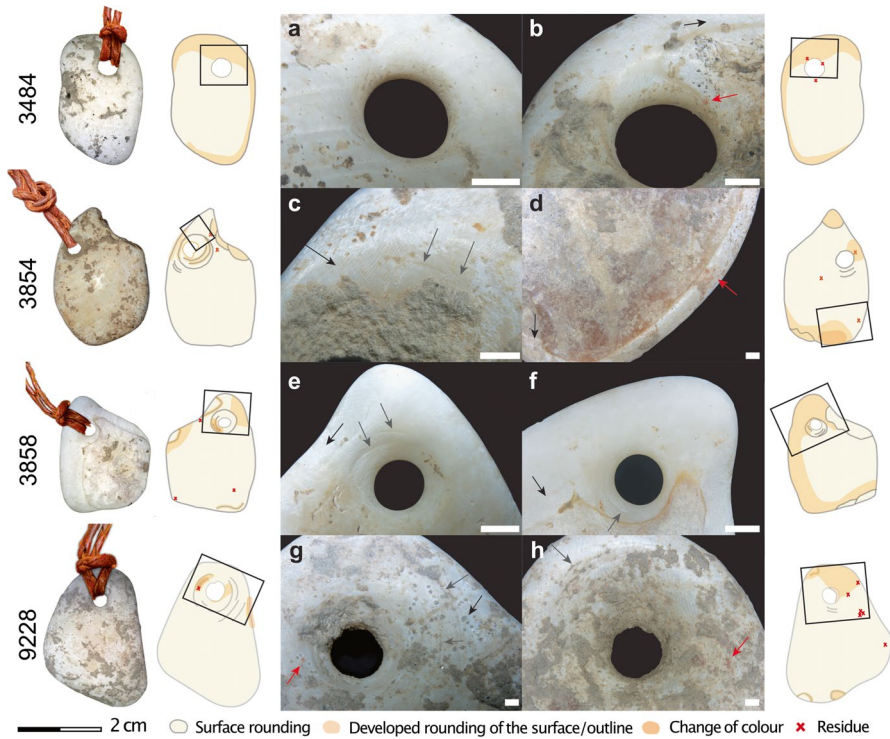 3484
a
b
3854
c
d
3858
e
f
9228
g
h
2 cm Surface rounding Developed rounding of the surface/outline Change of colour x Residue